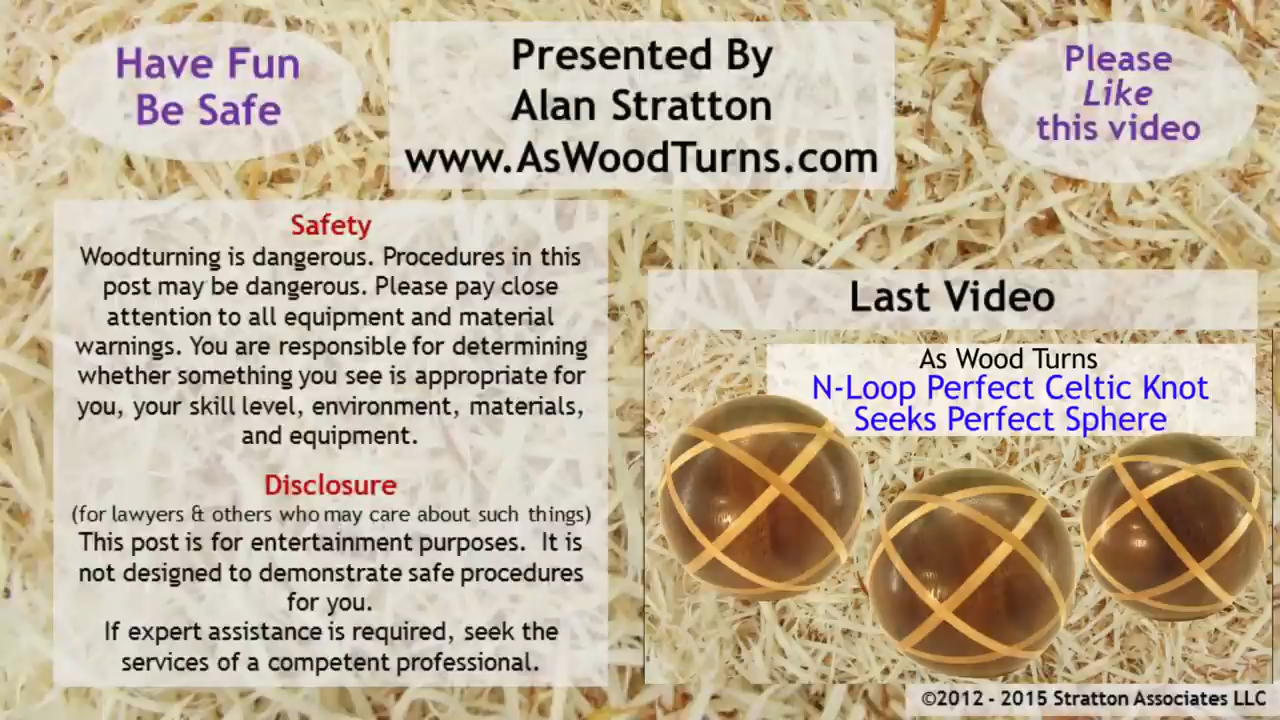 Have Fun
Be Safe
Presented By
Alan Stratton
www.AsWoodTurns.com
Please
Like
this video
Safety
Woodturning is dangerous. Procedures in this
post may be dangerous. Please pay close
attention to all equipment and material
warnings. You are responsible for determining
whether something you see is appropriate for
you, your skill level, environment, materials,
and equipment.
Disclosure
(for lawyers & others who may care about such things)
This post is for entertainment purposes. It is
not designed to demonstrate safe procedures
for you.
If expert assistance is required, seek the
services of a competent professional.
Last Video
As Wood Turns
N-Loop Perfect Celtic Knot
Seeks Perfect Sphere
©2012 - 2015 Stratton Associates LLC